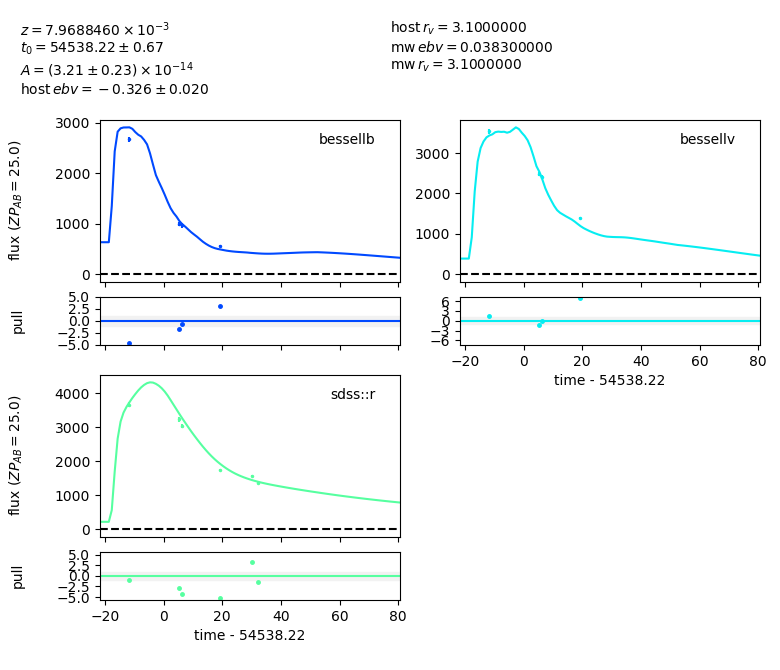 z = 7.9688460 × 10⁻³
t₀ = 54538.22 ± 0.67
A = (3.21 ± 0.23) × 10⁻¹⁴
host ebv = −0.326 ± 0.020
host r_v = 3.1000000
mw ebv = 0.038300000
mw r_v = 3.1000000
flux (ZP_AB = 25.0)
3000
2000
1000
0
bessellb
pull
5.0
2.5
0.0
−2.5
−5.0
3000
2000
1000
0
bessellv
6
3
0
−3
−6
−20 0 20 40 60 80
time - 54538.22
flux (ZP_AB = 25.0)
4000
3000
2000
1000
0
sdss::r
pull
5.0
2.5
0.0
−2.5
−5.0
−20 0 20 40 60 80
time - 54538.22